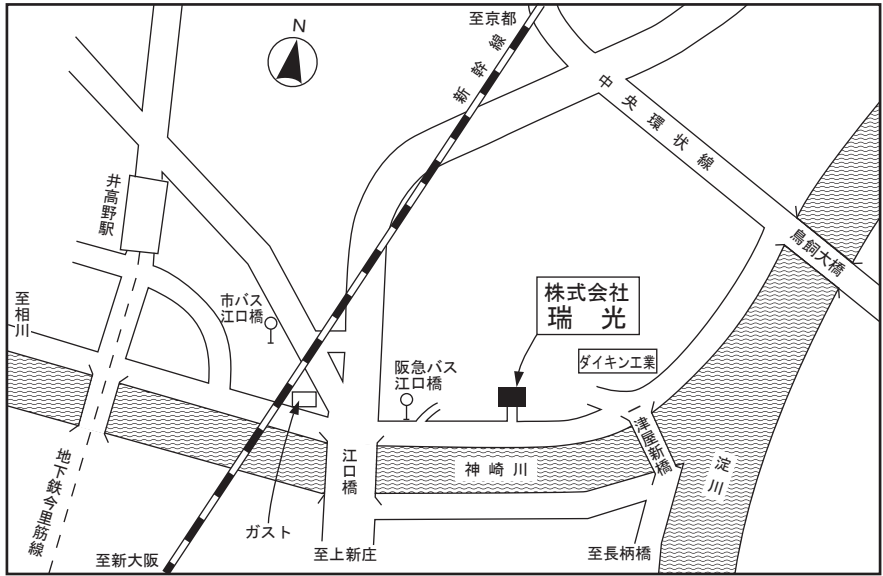 至京都
N
新幹線
中央環状線
井高野駅
鳥飼大橋
至相川
市バス
江口橋
株式会社
瑞 光
阪急バス
江口橋
ダイキン工業
一津屋新橋
江口橋
神崎川
淀川
地下鉄今里筋線
ガスト
至新大阪
至上新庄
至長柄橋